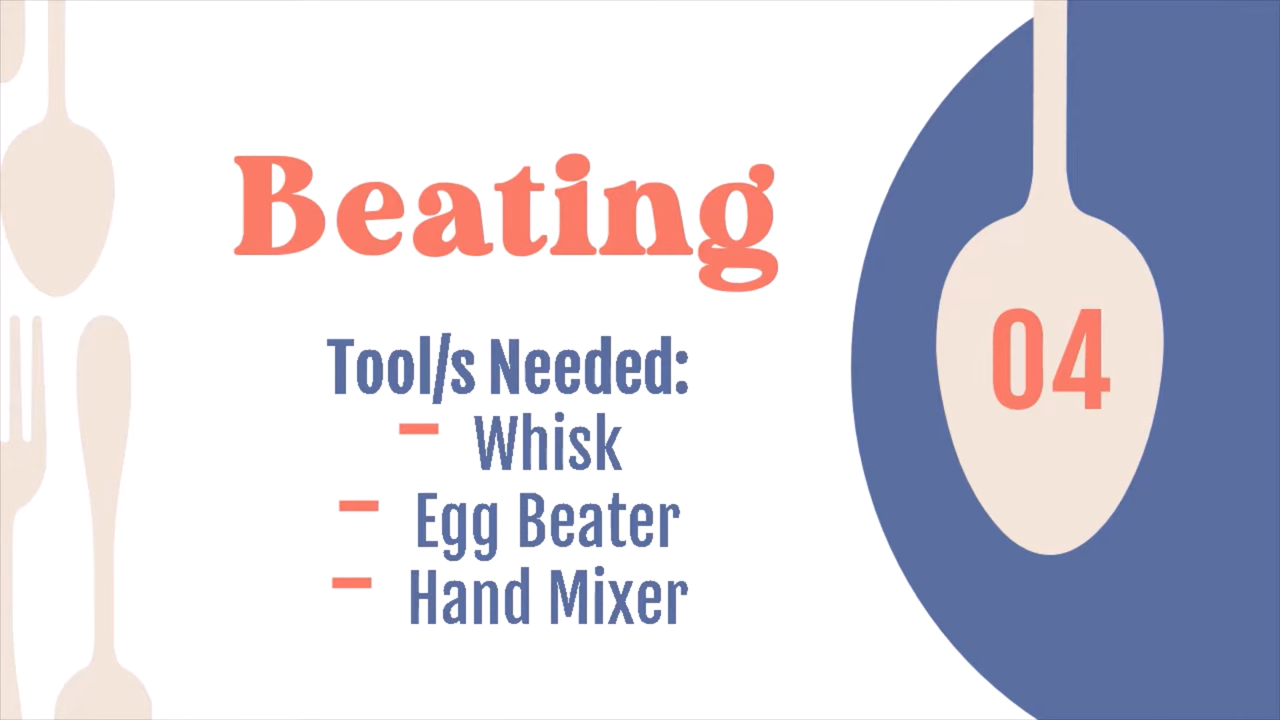 Beating
Tool/s Needed:
- Whisk
- Egg Beater
- Hand Mixer
04